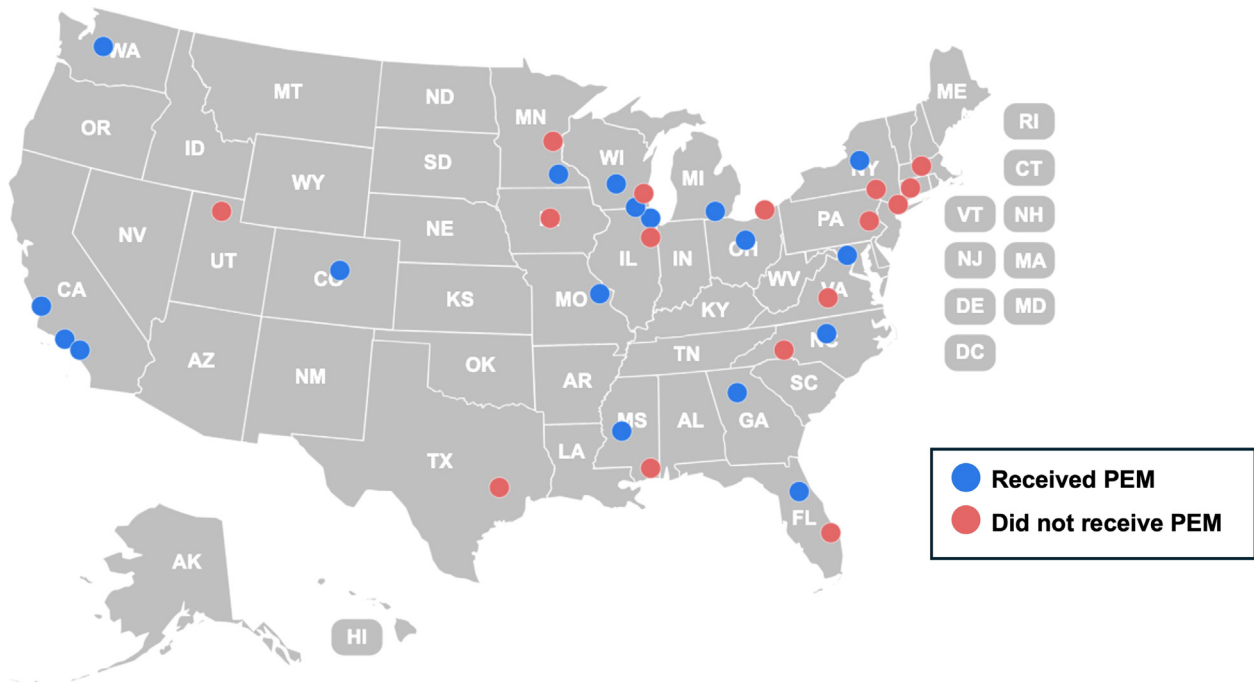 WA
MT
ND
MN
ME
OR
ID
SD
WI
MI
NY
RI
WY
CT
NV
UT
NE
PA
VT
NH
IL
IN
OH
NJ
MA
CA
CO
KS
MO
WV
VA
DE
MD
KY
NC
DC
AZ
NM
OK
TN
AR
SC
MS
AL
GA
TX
LA
FL
Received PEM
Did not receive PEM
AK
HI